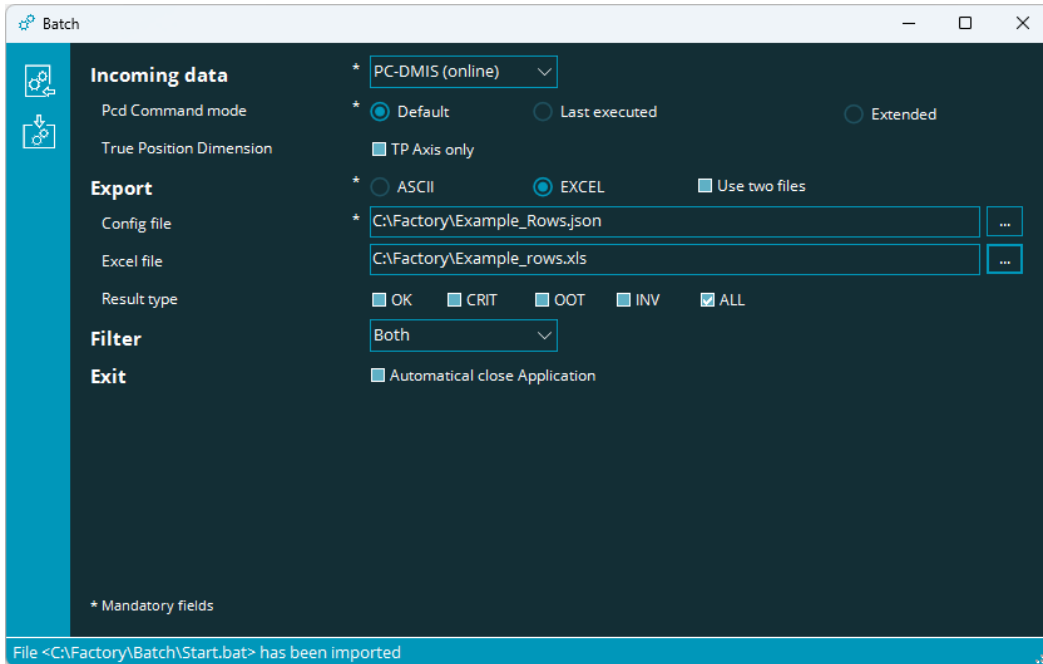 Batch
Incoming data * PC-DMIS (online)
Pcd Command mode * Default Last executed Extended
True Position Dimension TP Axis only
Export * ASCII EXCEL Use two files
Config file * C:\Factory\Example_Rows.json ...
Excel file C:\Factory\Example_rows.xls ...
Result type OK CRIT OOT INV ALL
Filter Both
Exit Automatical close Application
* Mandatory fields
File <C:\Factory\Batch\Start.bat> has been imported